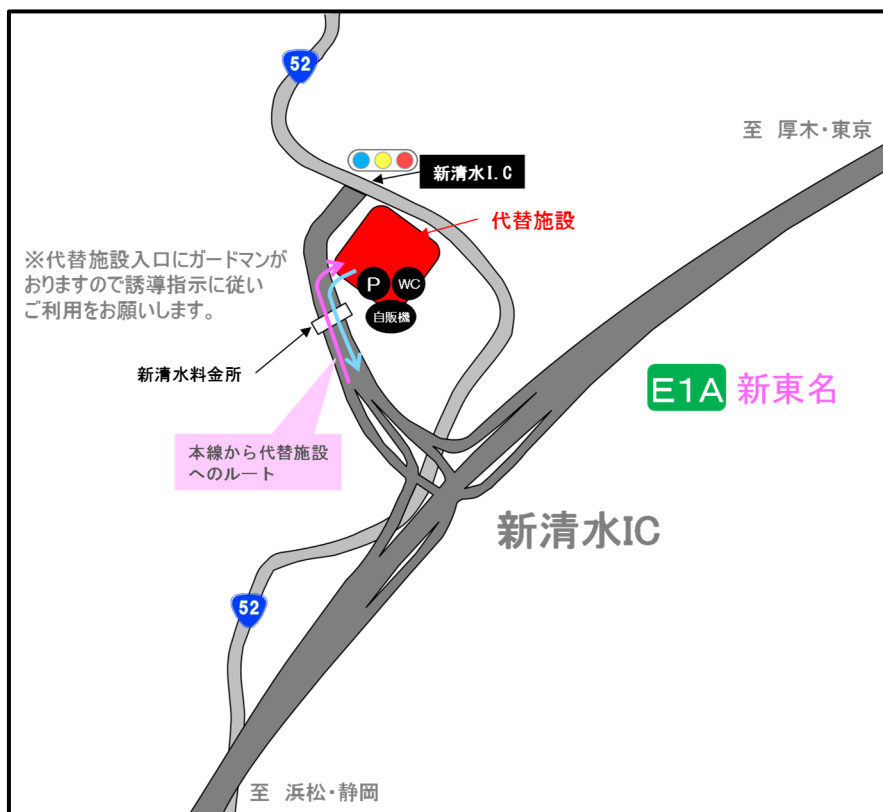 52
至 厚木・東京
新清水I.C
代替施設
※代替施設入口にガードマンが
おりますので誘導指示に従い
ご利用をお願いします。
P
WC
自販機
新清水料金所
E1A 新東名
本線から代替施設
へのルート
新清水IC
52
至 浜松・静岡